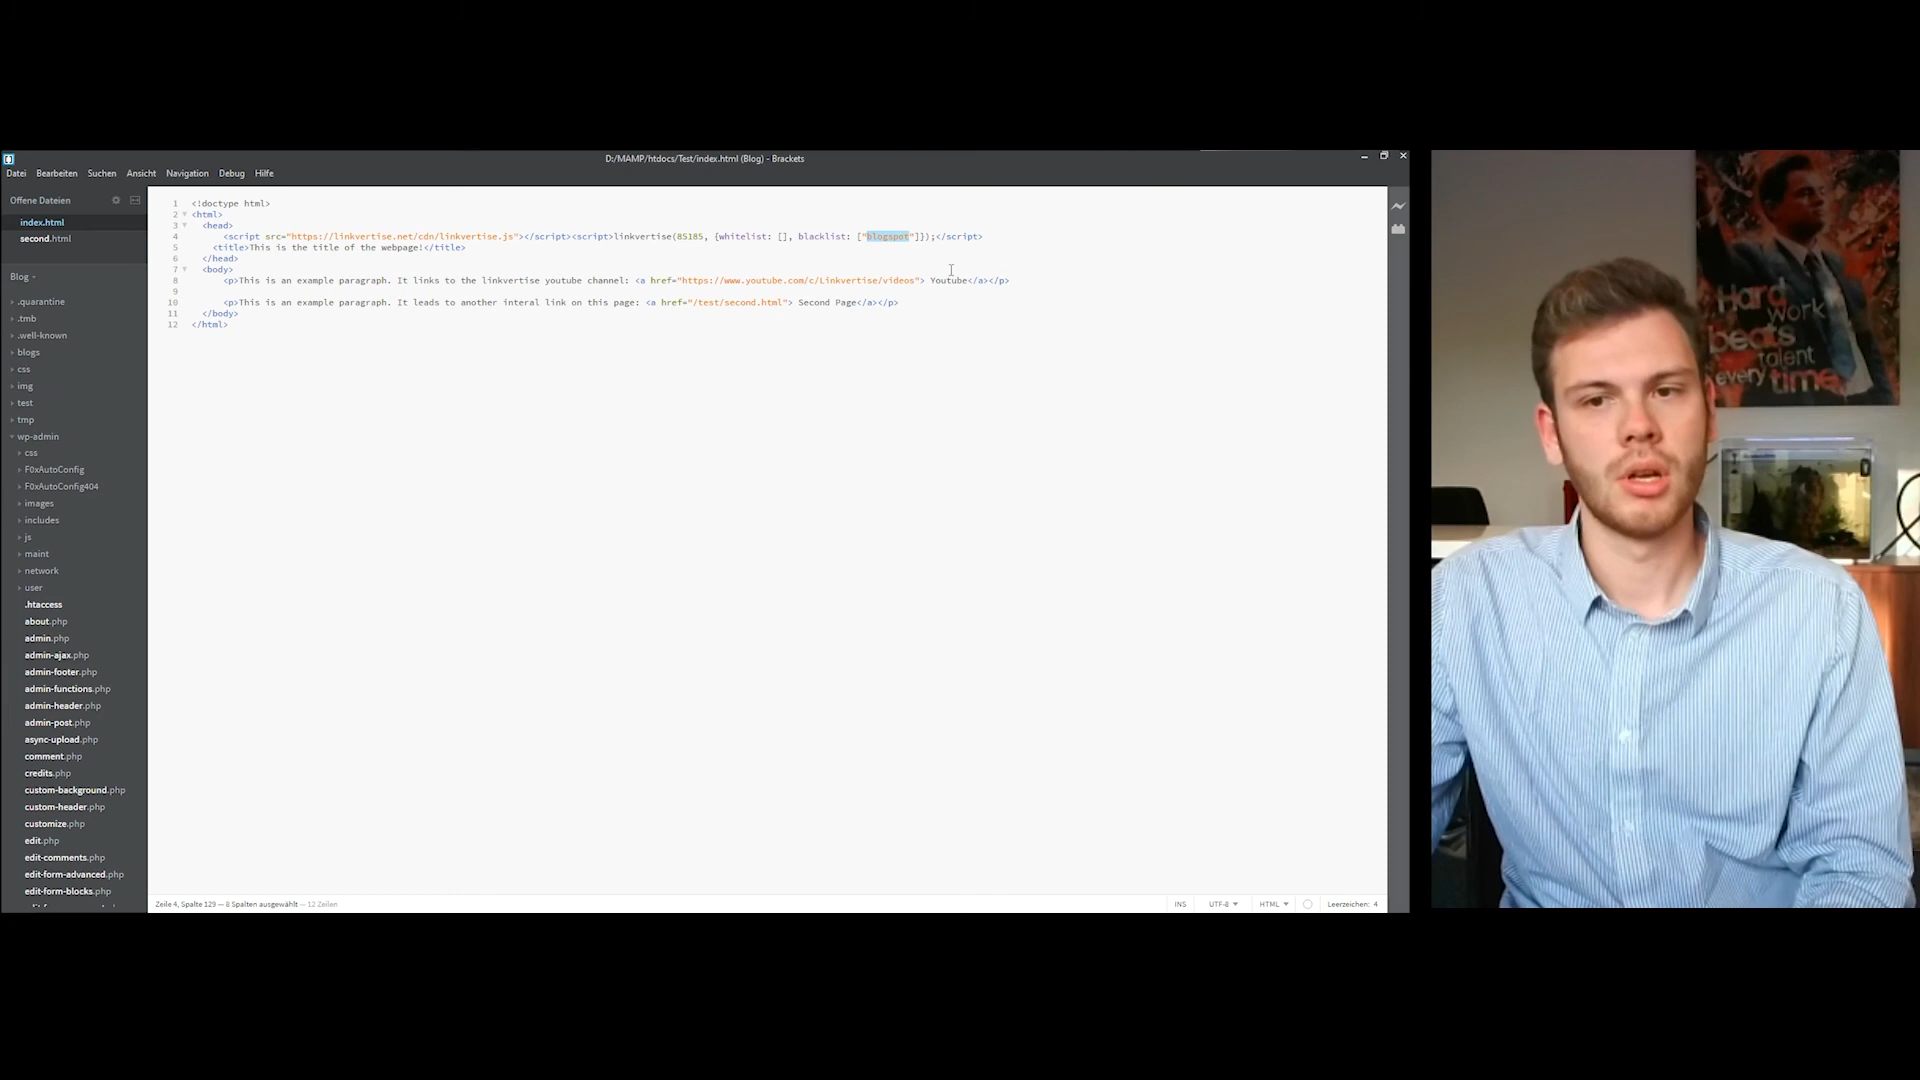 D:/MAMP/htdocs/Test/index.html (Blog) - Brackets
Datei Bearbeiten Suchen Ansicht Navigation Debug Hilfe
Offene Dateien
index.html
second.html
Blog
.quarantine
.tmb
.well-known
blogs
css
img
test
tmp
wp-admin
css
F0xAutoConfig
F0xAutoConfig404
images
includes
js
maint
network
user
.htaccess
about.php
admin.php
admin-ajax.php
admin-footer.php
admin-functions.php
admin-header.php
admin-post.php
async-upload.php
comment.php
credits.php
custom-background.php
custom-header.php
customize.php
edit.php
edit-comments.php
edit-form-advanced.php
edit-form-blocks.php
1 <!doctype html>
2 <html>
3 <head>
4 <script src="https://linkvertise.net/cdn/linkvertise.js"></script><script>linkvertise(85185, {whitelist: [], blacklist: ["blogspot"]});</script>
5 <title>This is the title of the webpage!</title>
6 </head>
7 <body>
8 <p>This is an example paragraph. It links to the linkvertise youtube channel: <a href="https://www.youtube.com/c/Linkvertise/videos"> Youtube</a></p>
9
10 <p>This is an example paragraph. It leads to another interal link on this page: <a href="/test/second.html"> Second Page</a></p>
11 </body>
12 </html>
Zeile 4, Spalte 129 — 8 Spalten ausgewählt — 12 Zeilen
INS UTF-8 HTML Leerzeichen: 4
Hard
work
beats
talent
every time